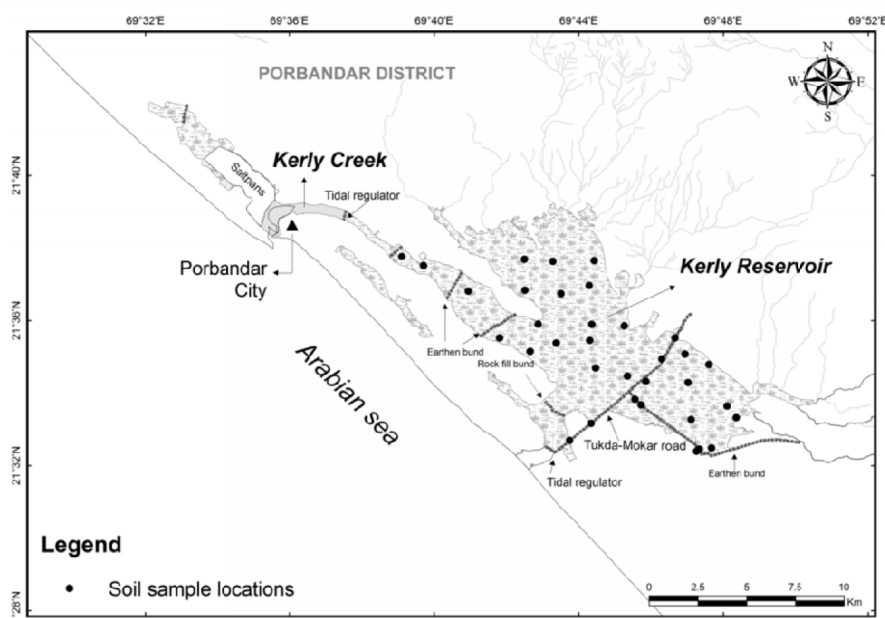 69°32'E 69°36'E 69°40'E 69°44'E 69°48'E 69°52'E
N
W E
S
PORBANDAR DISTRICT
21°40'N
Kerly Creek
Saltpans
Tidal regulator
Porbandar
City
Kerly Reservoir
21°36'N
Earthen bund
Rock fill bund
Arabian sea
Tukda-Mokar road
21°32'N
Tidal regulator
Earthen bund
Legend
Soil sample locations
0 2.5 5 7.5 10
Km
°28'N